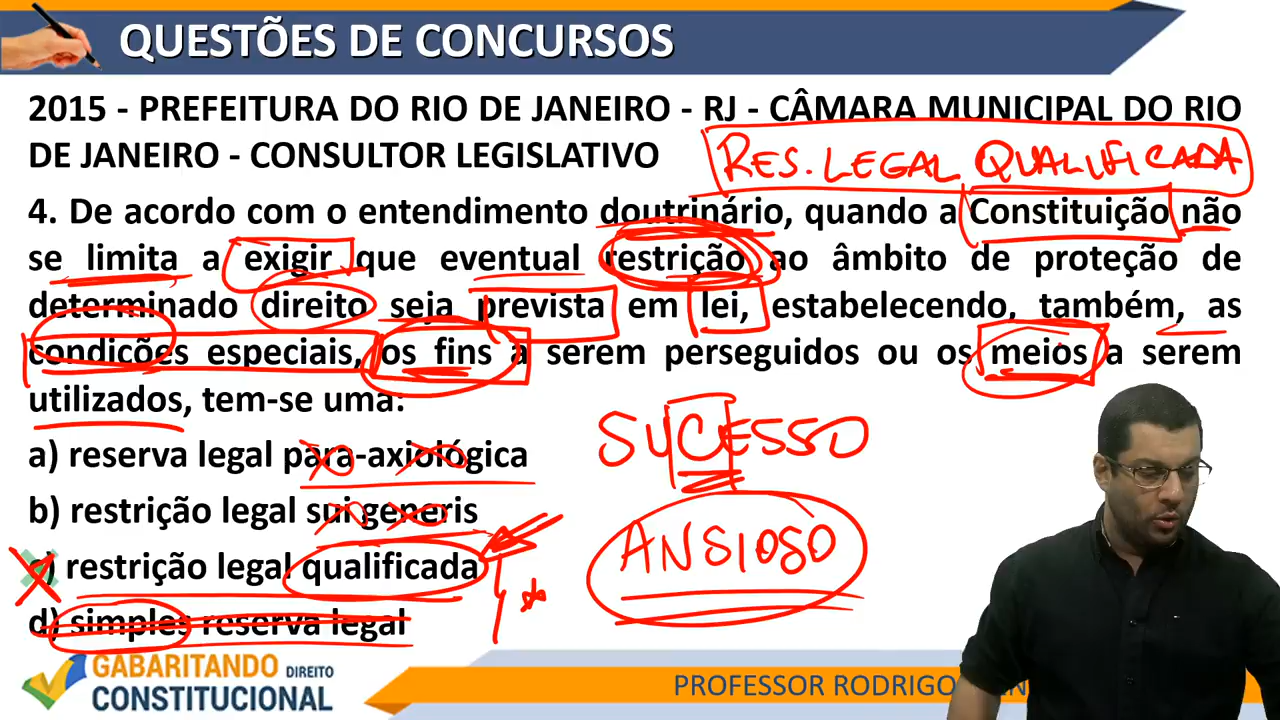 QUESTÕES DE CONCURSOS
2015 - PREFEITURA DO RIO DE JANEIRO - RJ - CÂMARA MUNICIPAL DO RIO
DE JANEIRO - CONSULTOR LEGISLATIVO
RES. LEGAL QUALIFICADA
4. De acordo com o entendimento doutrinário, quando a Constituição não
se limita a exigir que eventual restrição ao âmbito de proteção de
determinado direito seja prevista em lei, estabelecendo, também, as
condições especiais, os fins a serem perseguidos ou os meios a serem
utilizados, tem-se uma:
SUCESSO
a) reserva legal para-axiológica
b) restrição legal sui generis
ANSIOSO
c) restrição legal qualificada
d) simples reserva legal
GABARITANDO DIREITO
CONSTITUCIONAL
PROFESSOR RODRIGO